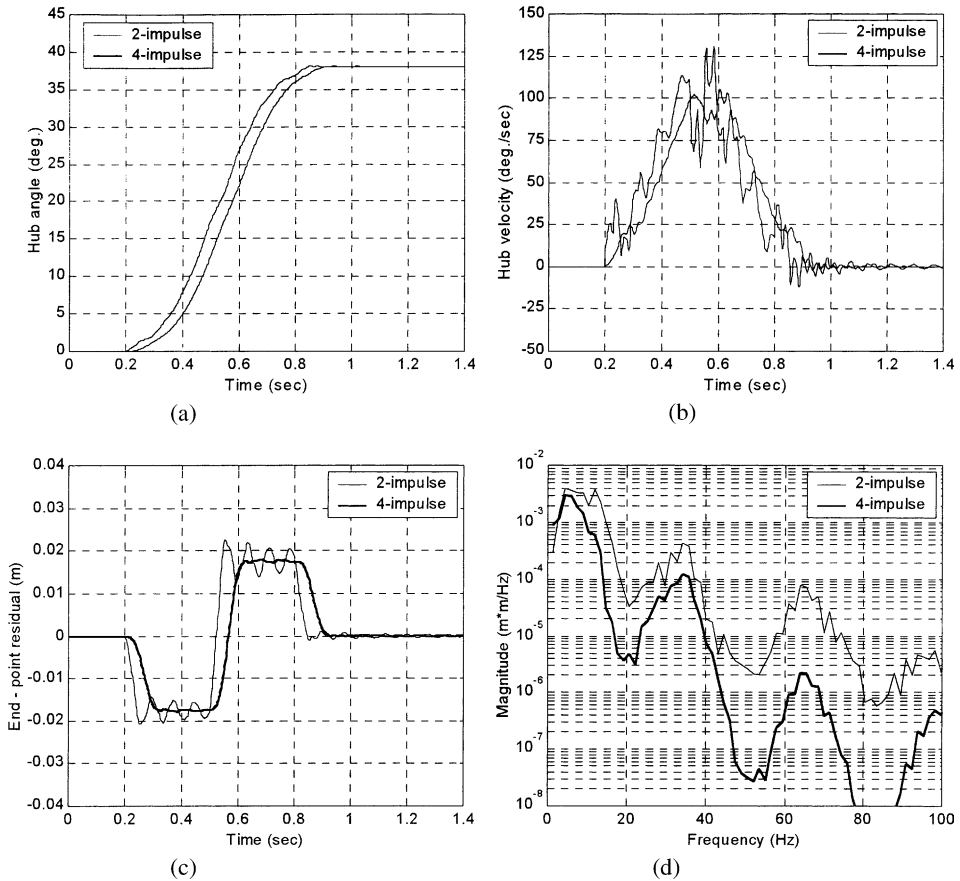 45
40
35
30
25
20
15
10
5
0
Hub angle (deg.)
2-impulse
4-impulse
0 0.2 0.4 0.6 0.8 1 1.2 1.4
Time (sec)
(a)
150
125
100
75
50
25
0
-25
-50
Hub velocity (deg./sec)
2-impulse
4-impulse
0 0.2 0.4 0.6 0.8 1 1.2 1.4
Time (sec)
(b)
0.04
0.03
0.02
0.01
0
-0.01
-0.02
-0.03
-0.04
End - point residual (m)
2-impulse
4-impulse
0 0.2 0.4 0.6 0.8 1 1.2 1.4
Time (sec)
(c)
10^-2
10^-3
10^-4
10^-5
10^-6
10^-7
10^-8
Magnitude (m*m/Hz)
2-impulse
4-impulse
0 20 40 60 80 100
Frequency (Hz)
(d)